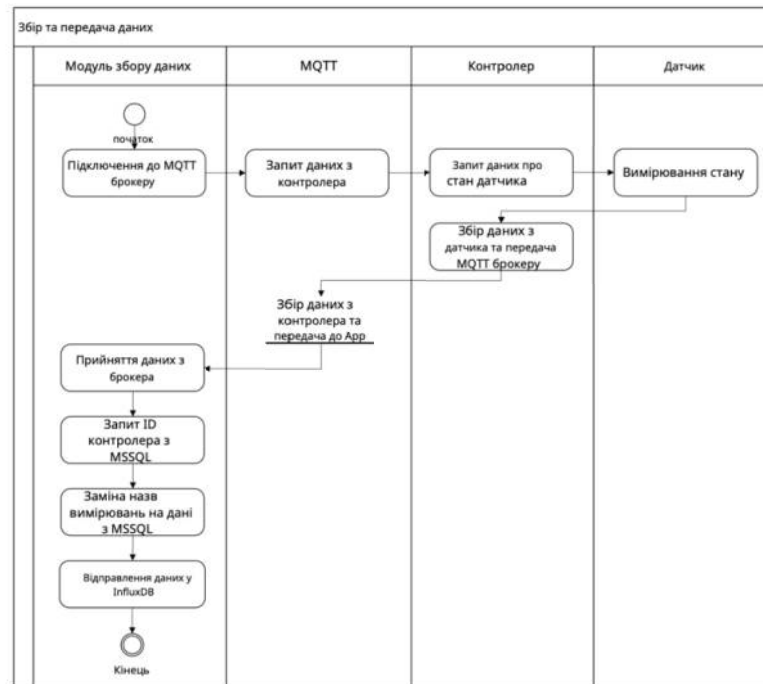 Збір та передача даних
Модуль збору даних
MQTT
Контролер
Датчик
початок
Підключення до MQTT
брокеру
Запит даних з
контролера
Запит даних про
стан датчика
Вимірювання стану
Збір даних з
датчика та передача
MQTT брокеру
Збір даних з
контролера та
передача до App
Прийняття даних з
брокера
Запит ID
контролера з
MSSQL
Заміна назв
вимірювань на дані
з MSSQL
Відправлення даних у
InfluxDB
Кінець